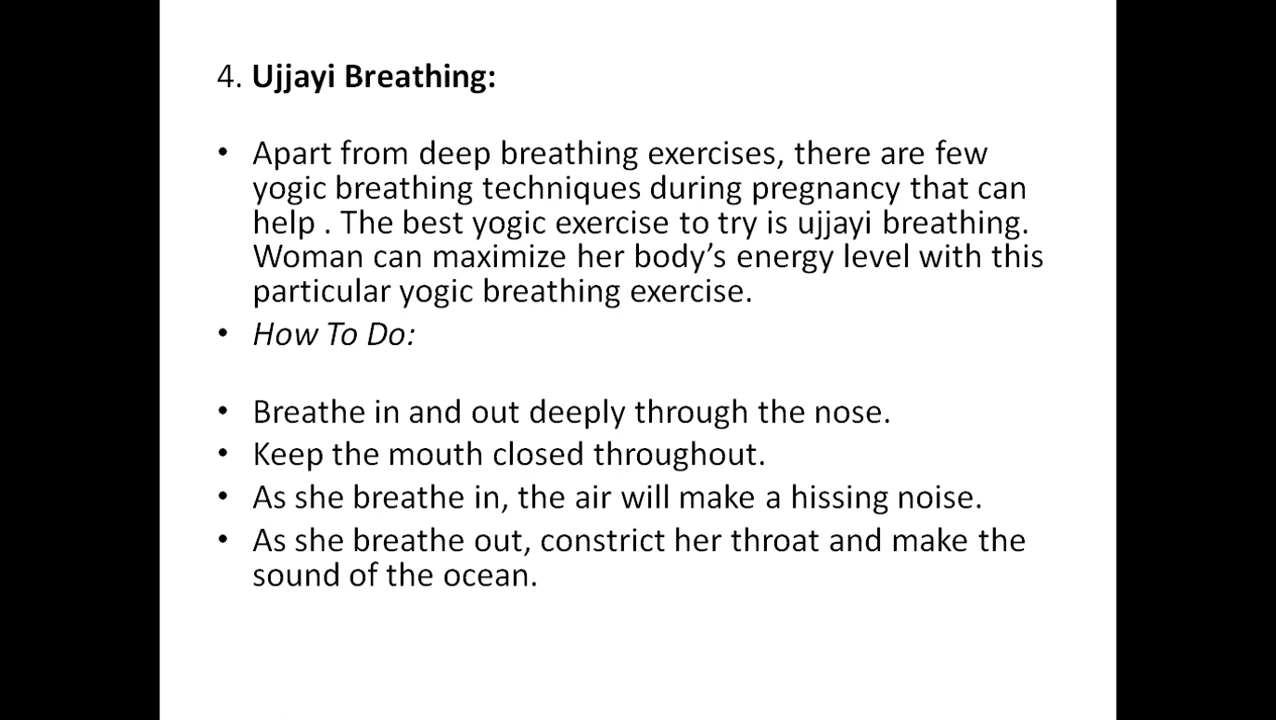 4. Ujjayi Breathing:
• Apart from deep breathing exercises, there are few
yogic breathing techniques during pregnancy that can
help . The best yogic exercise to try is ujjayi breathing.
Woman can maximize her body’s energy level with this
particular yogic breathing exercise.
• How To Do:
• Breathe in and out deeply through the nose.
• Keep the mouth closed throughout.
• As she breathe in, the air will make a hissing noise.
• As she breathe out, constrict her throat and make the
sound of the ocean.